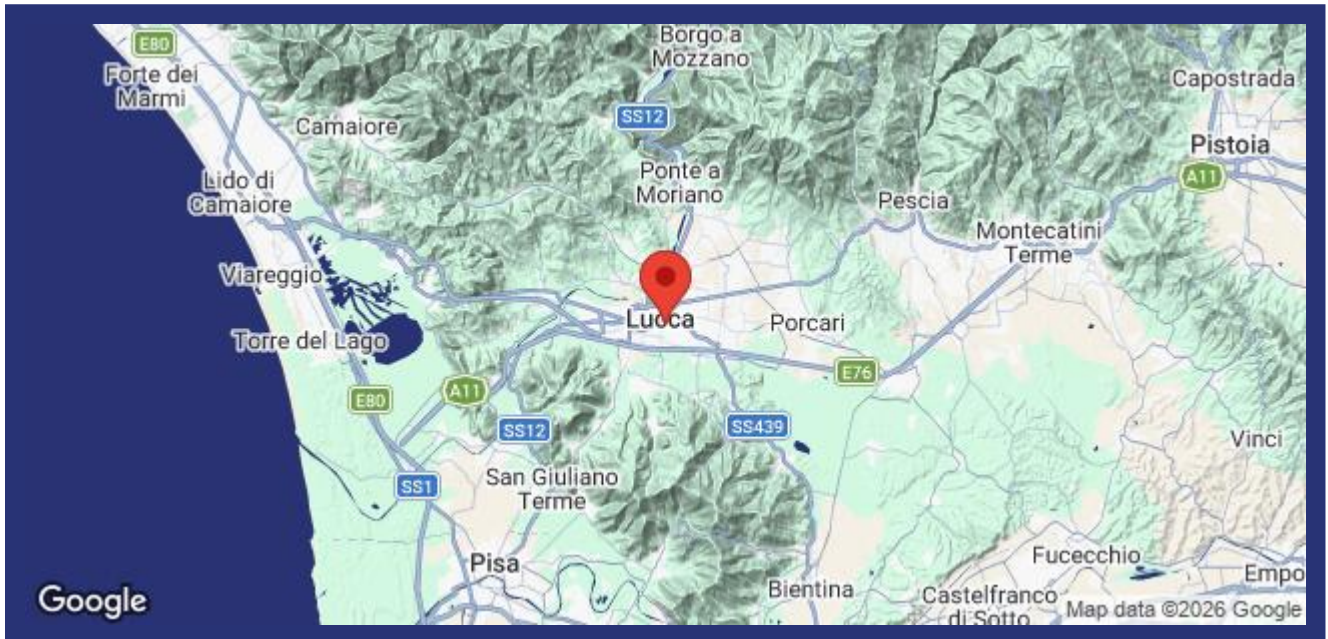 Borgo a
Mozzano
E80
Forte dei
Marmi
Capostrada
SS12
Camaiore
Pistoia
Ponte a
Moriano
A11
Lido di
Camaiore
Pescia
Montecatini
Terme
Viareggio
Lucca
Porcari
Torre del Lago
E76
A11
E80
SS12
SS439
Vinci
SS1
San Giuliano
Terme
Pisa
Fucecchio
Empo
Bientina
Castelfranco
di Sotto
Google
Map data ©2026 Google